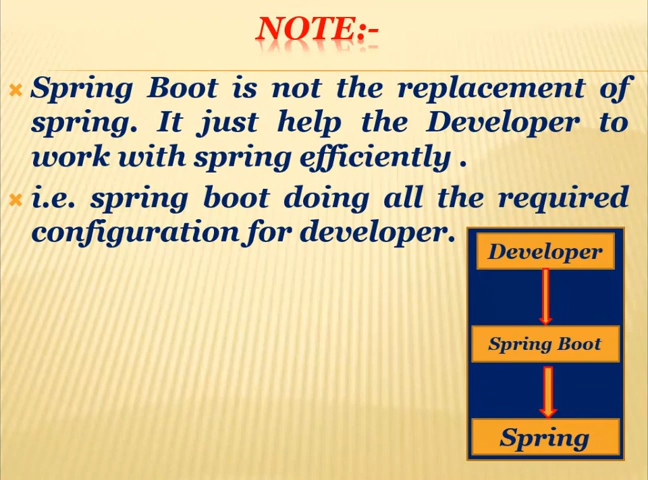 NOTE:-
Spring Boot is not the replacement of
spring. It just help the Developer to
work with spring efficiently .
i.e. spring boot doing all the required
configuration for developer.
Developer
Spring Boot
Spring